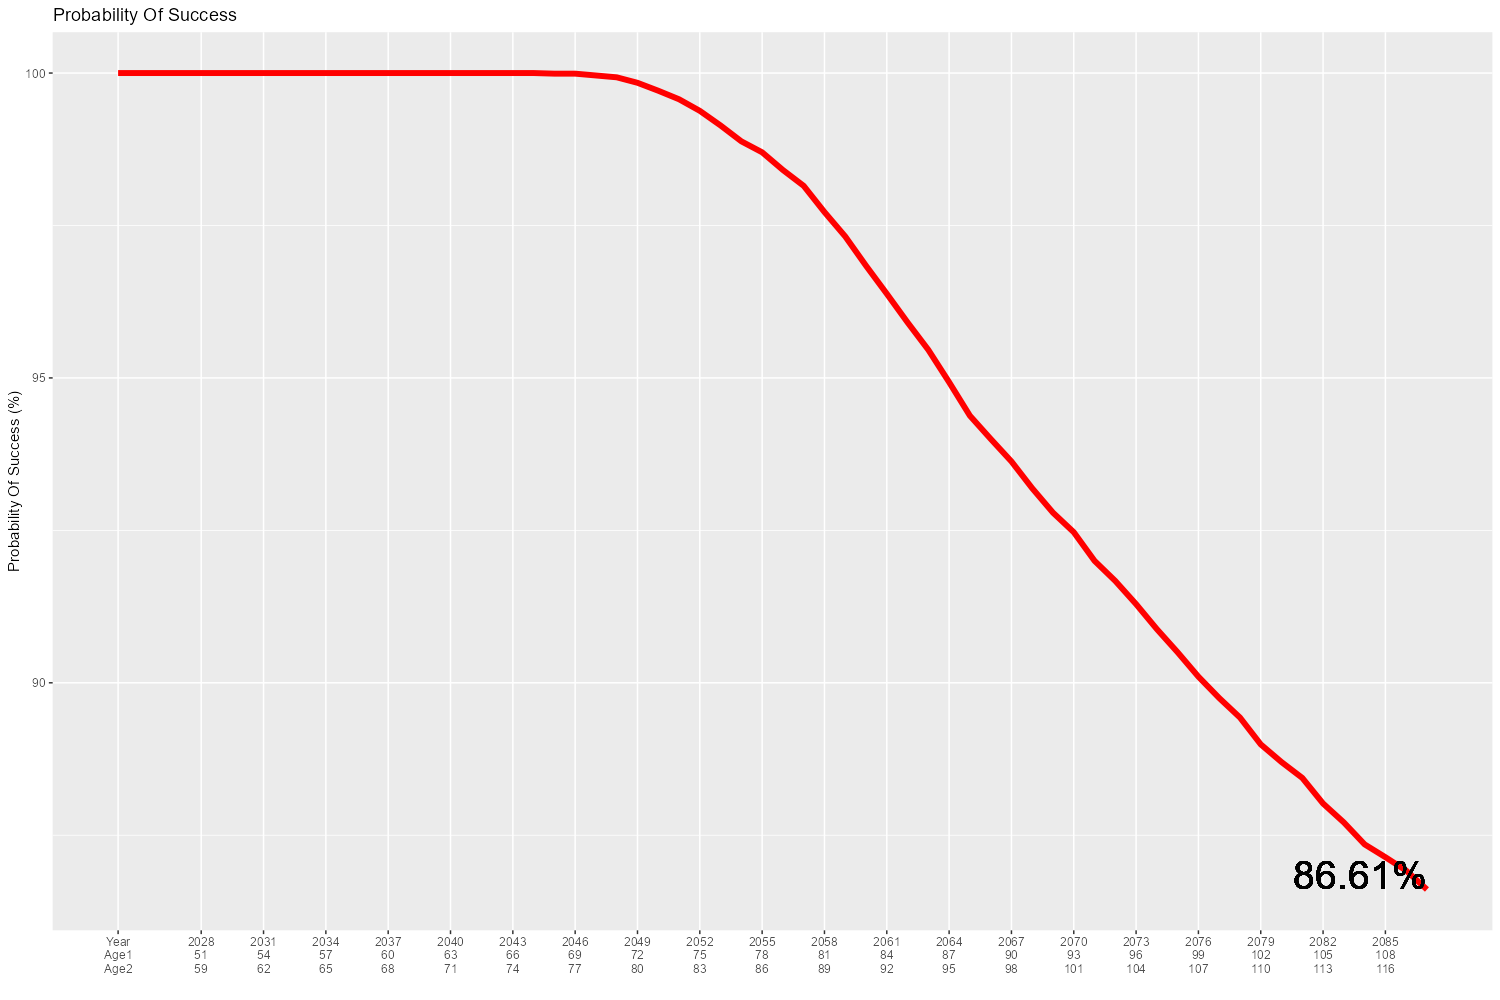 Probability Of Success
Probability Of Success (%)
100
95
90
86.61%
Year 2028 2031 2034 2037 2040 2043 2046 2049 2052 2055 2058 2061 2064 2067 2070 2073 2076 2079 2082 2085
Age1 51 54 57 60 63 66 69 72 75 78 81 84 87 90 93 96 99 102 105 108
Age2 59 62 65 68 71 74 77 80 83 86 89 92 95 98 101 104 107 110 113 116